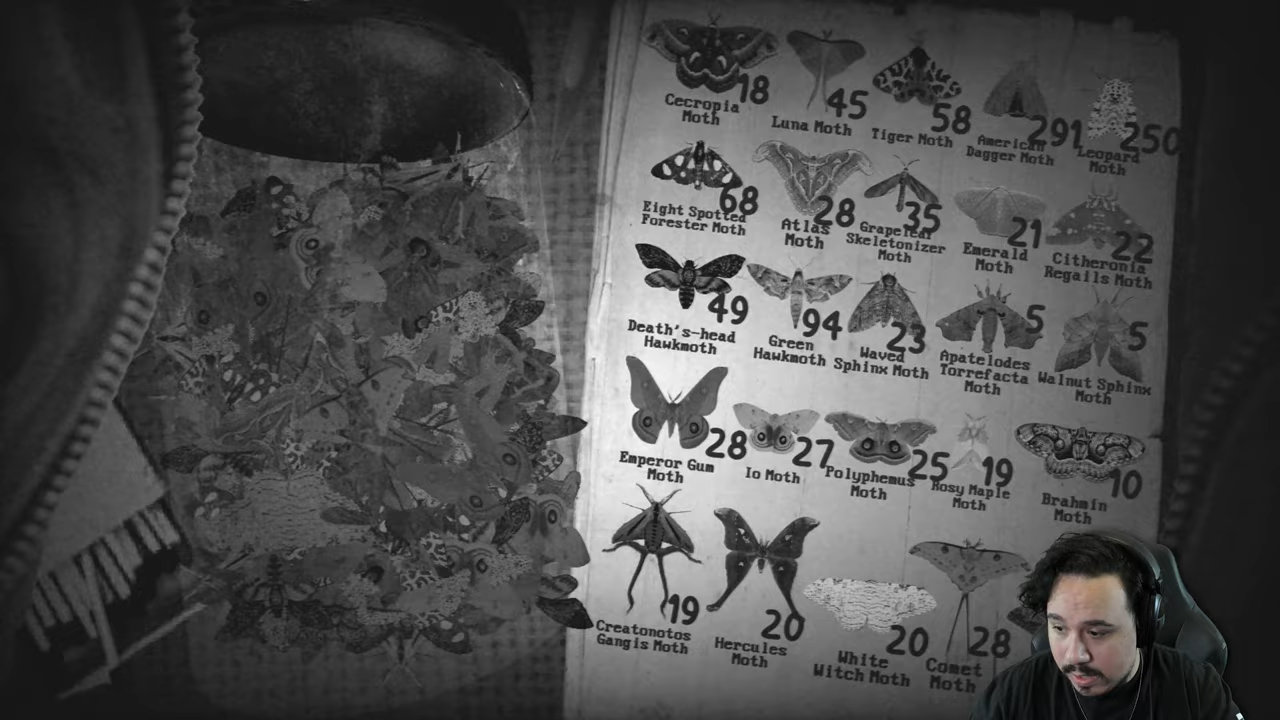 18
Cecropia
Moth
45
Luna Moth
58
Tiger Moth
291
American
Dagger Moth
250
Leopard
Moth
68
Eight Spotted
Forester Moth
28
Atlas
Moth
35
Grapeleaf
Skeletonizer
Moth
21
Emerald
Moth
22
Citheronia
Regails Moth
49
Death's-head
Hawkmoth
94
Green
Hawkmoth
23
Waved
Sphinx Moth
5
Apatelodes
Torrefacta
Moth
5
Walnut Sphinx
Moth
28
Emperor Gum
Moth
27
Io Moth
25
Polyphemus
Moth
19
Rosy Maple
Moth
10
Brahmin
Moth
19
Creatonotos
Gangis Moth
20
Hercules
Moth
20
White
Witch Moth
28
Comet
Moth